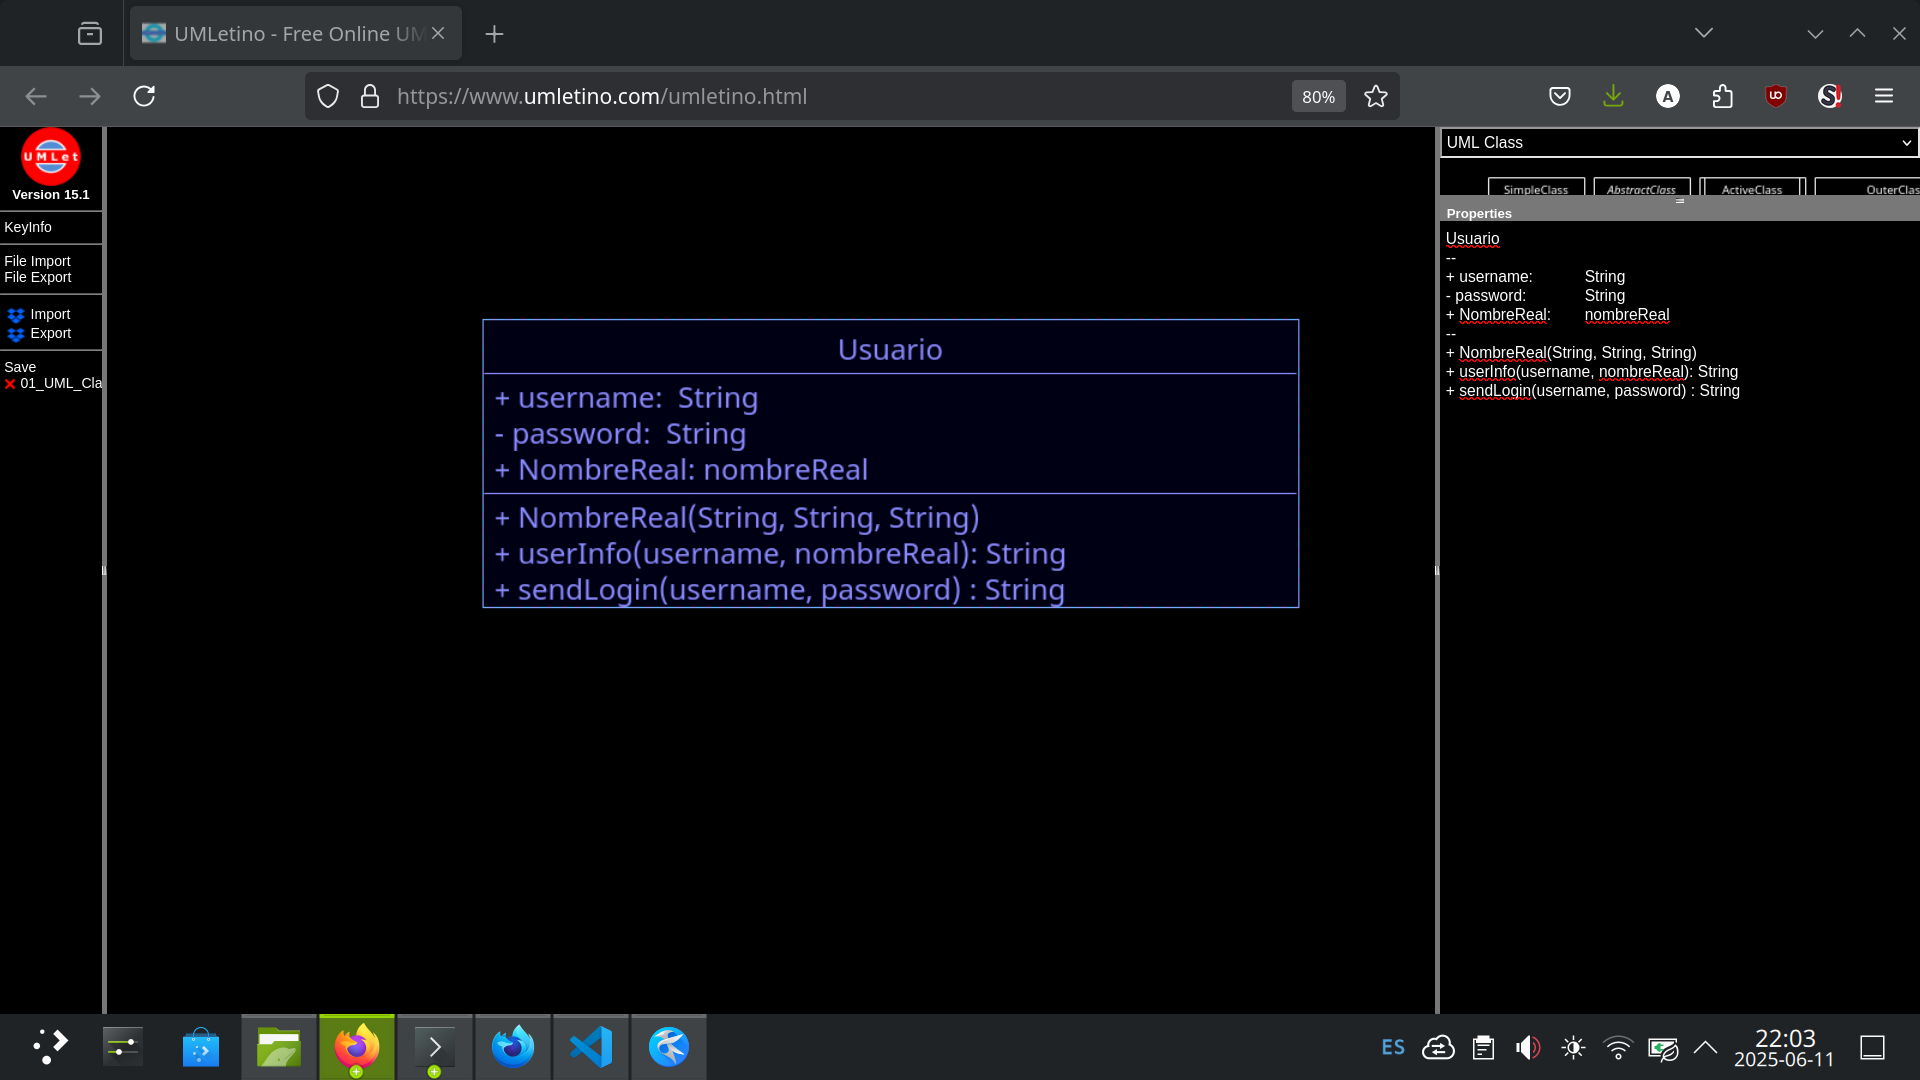 UMLetino - Free Online UM
https://www.umletino.com/umletino.html
80%
UMLet
Version 15.1
KeyInfo
File Import
File Export
Import
Export
Save
01_UML_Cla
Usuario
+ username: String
- password: String
+ NombreReal: nombreReal
+ NombreReal(String, String, String)
+ userInfo(username, nombreReal): String
+ sendLogin(username, password) : String
UML Class
SimpleClass
AbstractClass
ActiveClass
OuterClas
Properties
Usuario
--
+ username: String
- password: String
+ NombreReal: nombreReal
--
+ NombreReal(String, String, String)
+ userInfo(username, nombreReal): String
+ sendLogin(username, password) : String
ES
22:03
2025-06-11